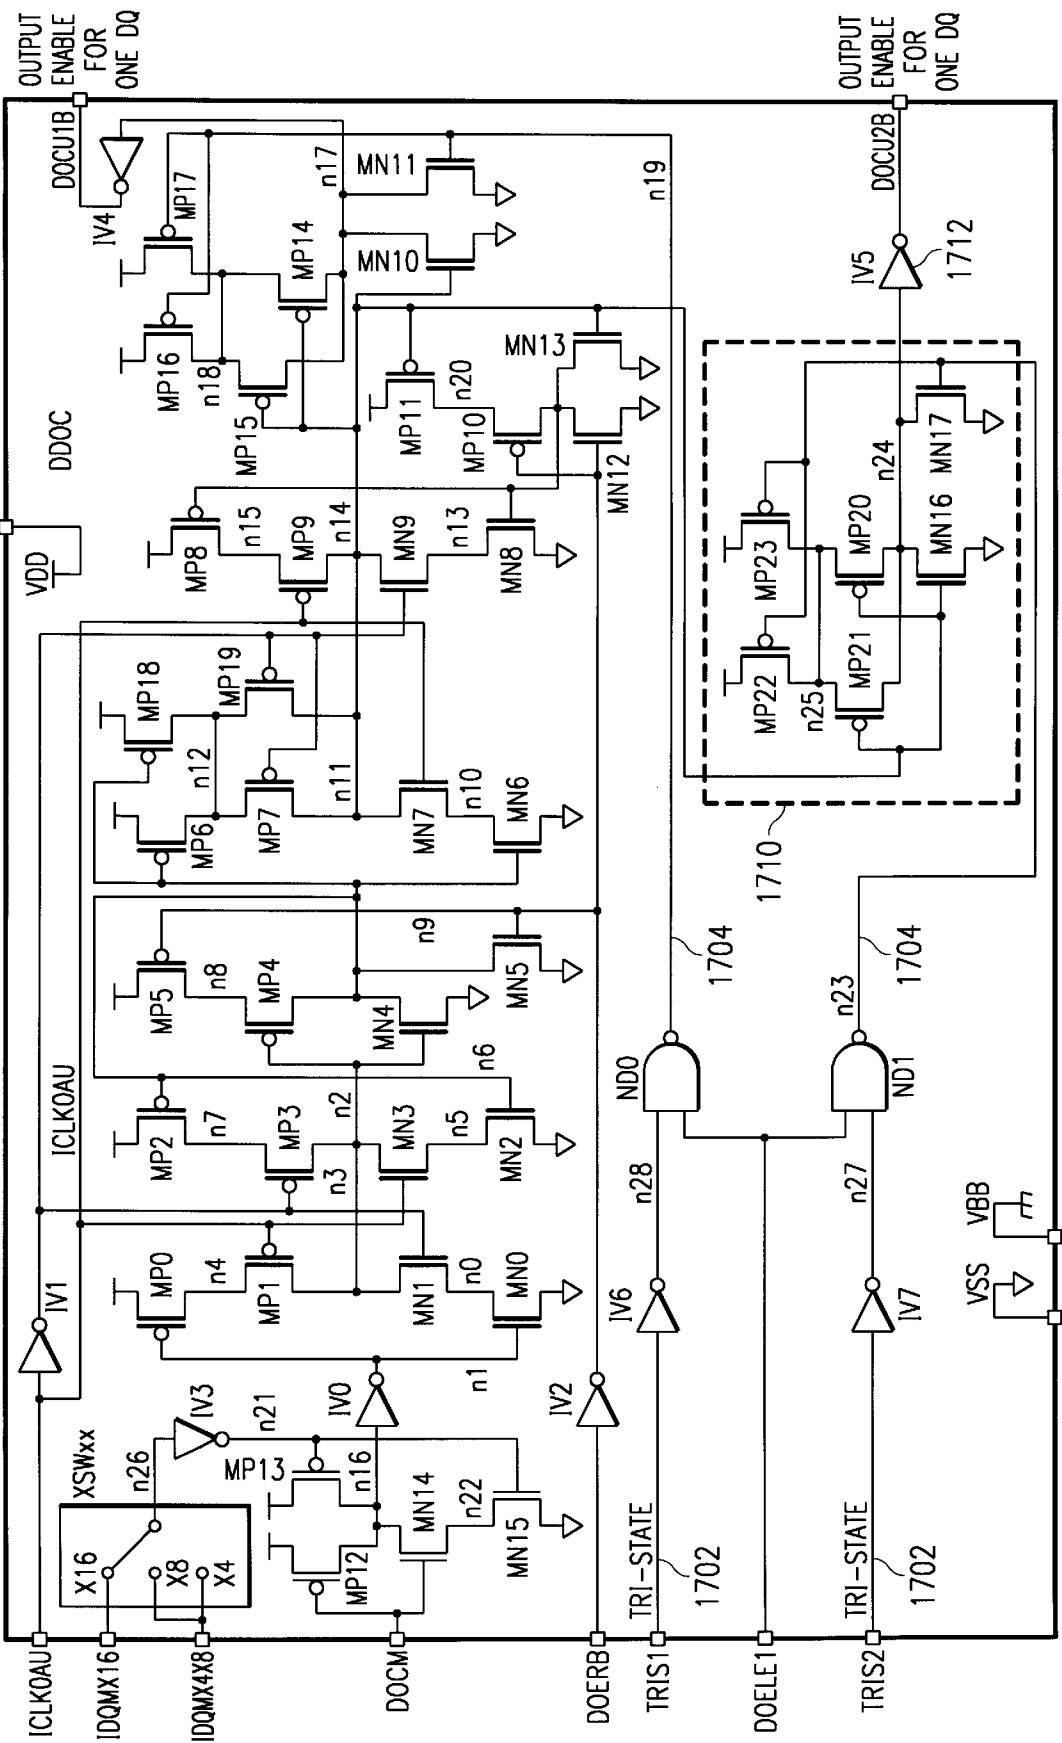 OUTPUT
ENABLE
FOR
ONE DQ
OUTPUT
ENABLE
FOR
ONE DQ
DOCU1B
DOCU2B
DDOC
VDD
IV4
MP17
n17
MN11
n19
MP14
MN10
MP16
n18
MP15
MP11
n20
MN13
MP10
MN12
IV5
1712
n24
MN17
MP23
MP20
MN16
MP22
n25
MP21
1710
MP8
n15
MP9
n14
MN9
n13
MN8
MP18
MP19
n12
n11
MP6
MP7
MN7
n10
MN6
n9
MP5
n8
MP4
MN4
MN5
n6
ICLK0AU
MP2
n7
MP3
n2
MN3
n5
MN2
n3
IV1
MP0
n4
MP1
MN1
n0
MN0
n1
XSWxx
n26
IV3
n21
IV0
IV2
MP13
n16
MN14
n22
MP12
MN15
X16
X8
X4
ND0
1704
n28
IV6
TRI-STATE
1702
n23
1704
ND1
n27
IV7
TRI-STATE
1702
VBB
VSS
ICLK0AU
IDQMX16
IDQMX4X8
DOCM
DOERB
TRIS1
DOELE1
TRIS2